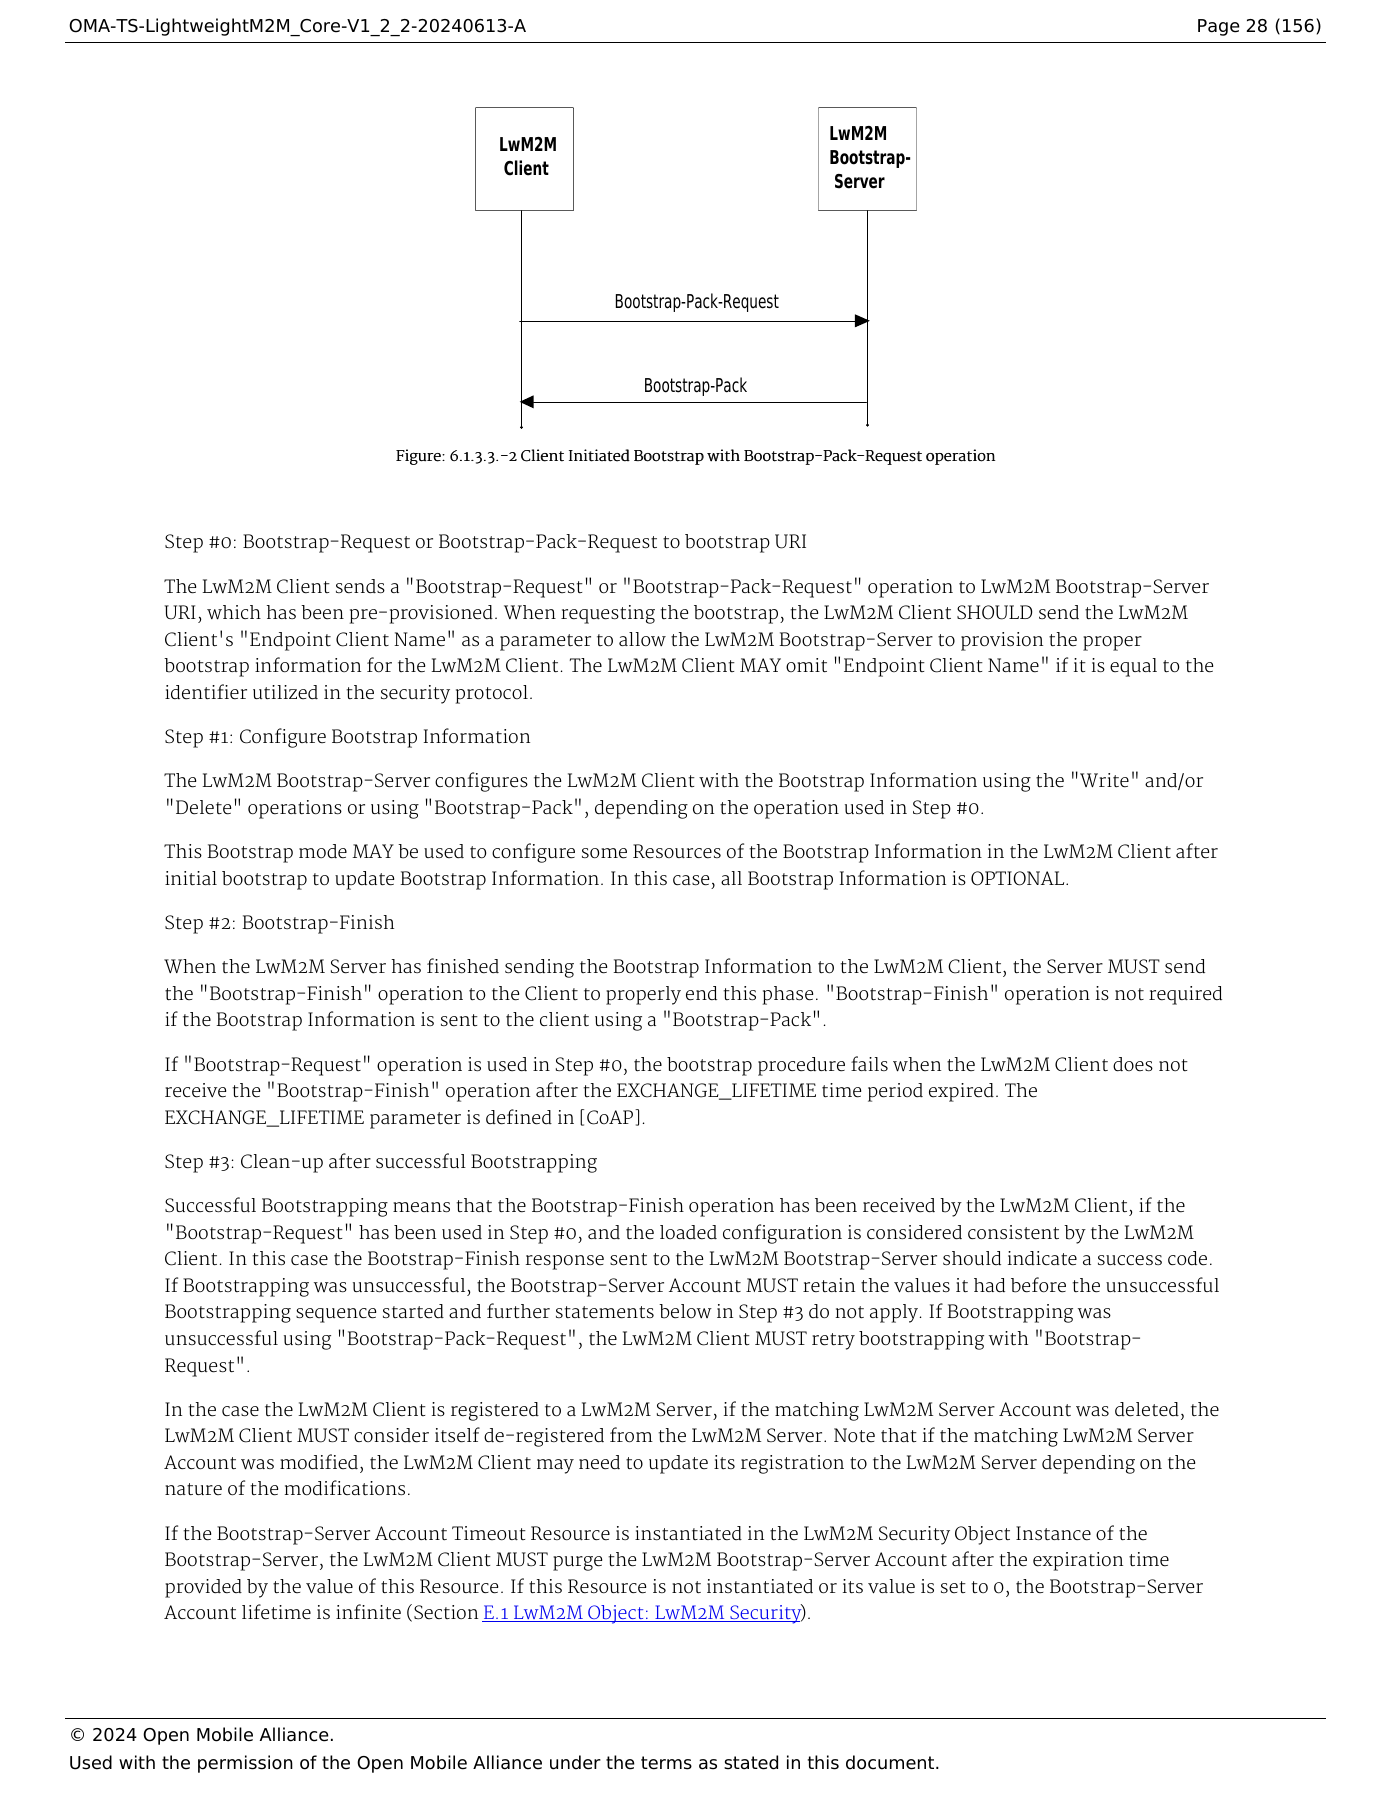 OMA-TS-LightweightM2M_Core-V1_2_2-20240613-A Page 28 (156)
LwM2M
Client
LwM2M
Bootstrap-
Server
Bootstrap-Pack-Request
Bootstrap-Pack
Figure: 6.1.3.3.-2 Client Initiated Bootstrap with Bootstrap-Pack-Request operation
Step #0: Bootstrap-Request or Bootstrap-Pack-Request to bootstrap URI
The LwM2M Client sends a "Bootstrap-Request" or "Bootstrap-Pack-Request" operation to LwM2M Bootstrap-Server
URI, which has been pre-provisioned. When requesting the bootstrap, the LwM2M Client SHOULD send the LwM2M
Client's "Endpoint Client Name" as a parameter to allow the LwM2M Bootstrap-Server to provision the proper
bootstrap information for the LwM2M Client. The LwM2M Client MAY omit "Endpoint Client Name" if it is equal to the
identifier utilized in the security protocol.
Step #1: Configure Bootstrap Information
The LwM2M Bootstrap-Server configures the LwM2M Client with the Bootstrap Information using the "Write" and/or
"Delete" operations or using "Bootstrap-Pack", depending on the operation used in Step #0.
This Bootstrap mode MAY be used to configure some Resources of the Bootstrap Information in the LwM2M Client after
initial bootstrap to update Bootstrap Information. In this case, all Bootstrap Information is OPTIONAL.
Step #2: Bootstrap-Finish
When the LwM2M Server has finished sending the Bootstrap Information to the LwM2M Client, the Server MUST send
the "Bootstrap-Finish" operation to the Client to properly end this phase. "Bootstrap-Finish" operation is not required
if the Bootstrap Information is sent to the client using a "Bootstrap-Pack".
If "Bootstrap-Request" operation is used in Step #0, the bootstrap procedure fails when the LwM2M Client does not
receive the "Bootstrap-Finish" operation after the EXCHANGE_LIFETIME time period expired. The
EXCHANGE_LIFETIME parameter is defined in [CoAP].
Step #3: Clean-up after successful Bootstrapping
Successful Bootstrapping means that the Bootstrap-Finish operation has been received by the LwM2M Client, if the
"Bootstrap-Request" has been used in Step #0, and the loaded configuration is considered consistent by the LwM2M
Client. In this case the Bootstrap-Finish response sent to the LwM2M Bootstrap-Server should indicate a success code.
If Bootstrapping was unsuccessful, the Bootstrap-Server Account MUST retain the values it had before the unsuccessful
Bootstrapping sequence started and further statements below in Step #3 do not apply. If Bootstrapping was
unsuccessful using "Bootstrap-Pack-Request", the LwM2M Client MUST retry bootstrapping with "Bootstrap-
Request".
In the case the LwM2M Client is registered to a LwM2M Server, if the matching LwM2M Server Account was deleted, the
LwM2M Client MUST consider itself de-registered from the LwM2M Server. Note that if the matching LwM2M Server
Account was modified, the LwM2M Client may need to update its registration to the LwM2M Server depending on the
nature of the modifications.
If the Bootstrap-Server Account Timeout Resource is instantiated in the LwM2M Security Object Instance of the
Bootstrap-Server, the LwM2M Client MUST purge the LwM2M Bootstrap-Server Account after the expiration time
provided by the value of this Resource. If this Resource is not instantiated or its value is set to 0, the Bootstrap-Server
Account lifetime is infinite (Section E.1 LwM2M Object: LwM2M Security).
© 2024 Open Mobile Alliance.
Used with the permission of the Open Mobile Alliance under the terms as stated in this document.